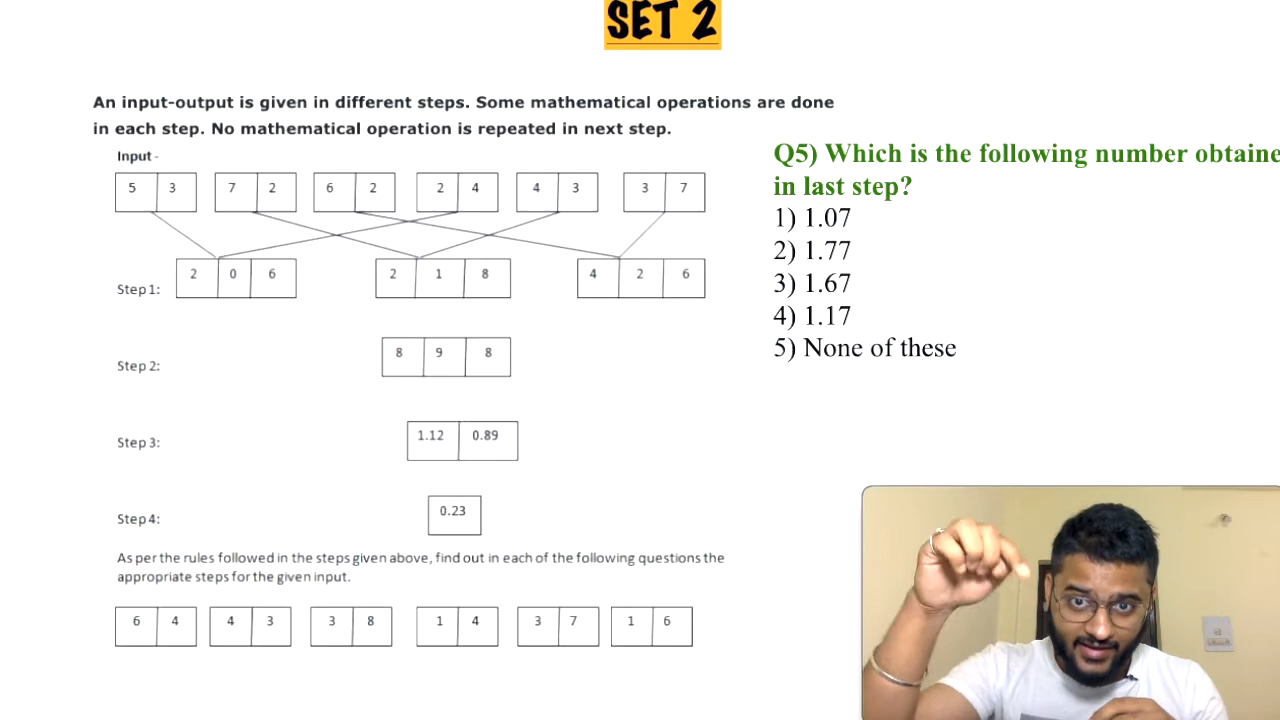 SET 2
An input-output is given in different steps. Some mathematical operations are done
in each step. No mathematical operation is repeated in next step.
Input -
5 3 7 2 6 2 2 4 4 3 3 7
Step 1: 2 0 6 2 1 8 4 2 6
Step 2: 8 9 8
Step 3: 1.12 0.89
Step 4: 0.23
As per the rules followed in the steps given above, find out in each of the following questions the
appropriate steps for the given input.
6 4 4 3 3 8 1 4 3 7 1 6
Q5) Which is the following number obtaine
in last step?
1) 1.07
2) 1.77
3) 1.67
4) 1.17
5) None of these